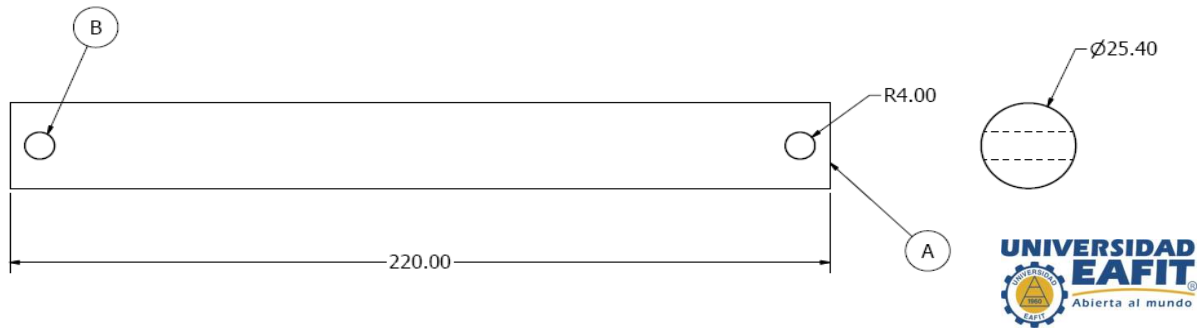 B
Ø25.40
R4.00
A
220.00
UNIVERSIDAD
EAFIT®
Abierta al mundo
UNIVERSIDAD
1960
EAFIT